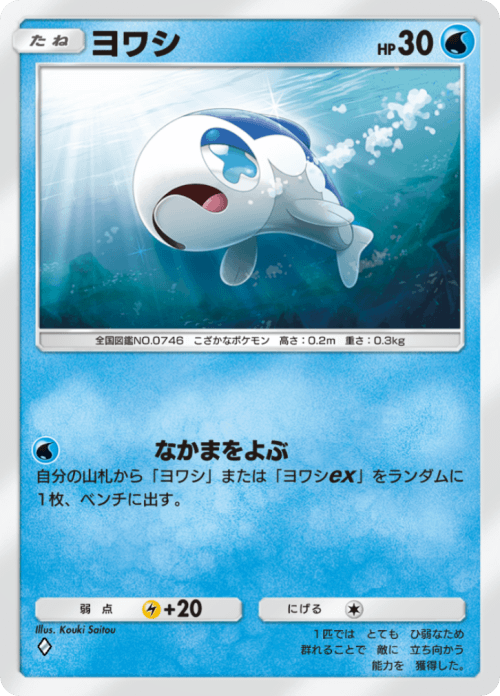 たね ヨワシ HP30
全国図鑑NO.0746 こざかなポケモン 高さ:0.2m 重さ:0.3kg
なかまをよぶ
自分の山札から「ヨワシ」または「ヨワシex」をランダムに
1枚、ベンチに出す。
弱点 +20 にげる
Illus. Kouki Saitou
1匹では とても ひ弱なため
群れることで 敵に 立ち向かう
能力を 獲得した。